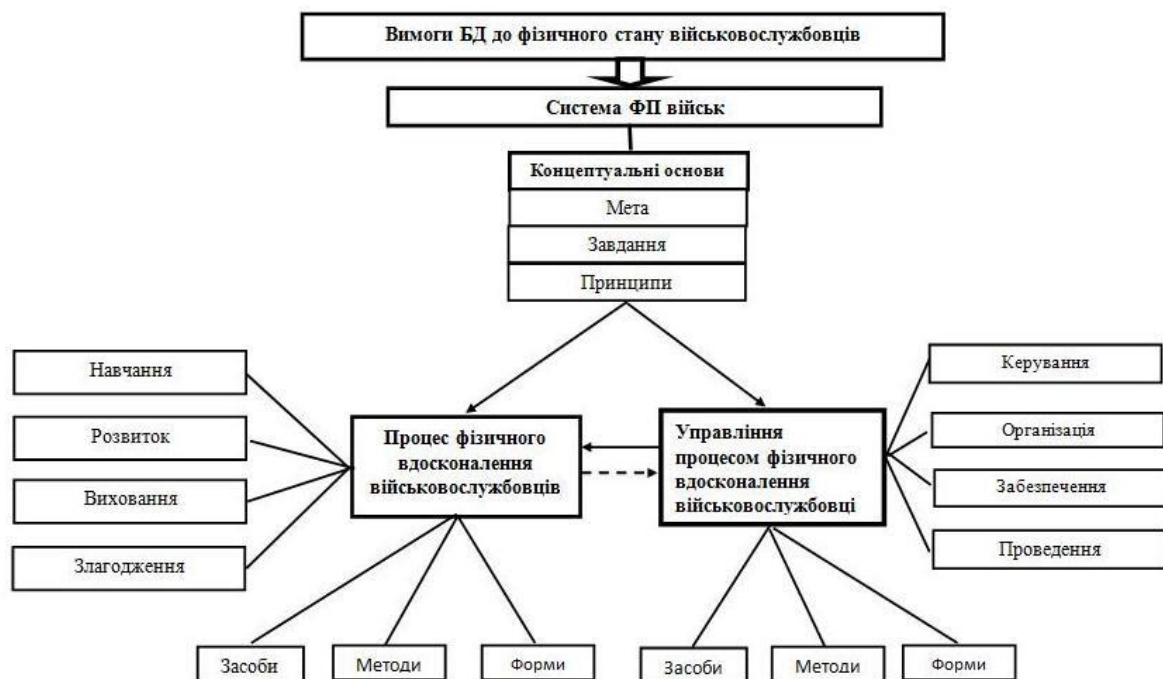 Вимоги БД до фізичного стану військовослужбовців
Система ФП військ
Концептуальні основи
Мета
Завдання
Принципи
Навчання
Розвиток
Виховання
Злагодження
Процес фізичного
вдосконалення
військовослужбовців
Управління
процесом фізичного
вдосконалення
військовослужбовці
Керування
Організація
Забезпечення
Проведення
Засоби
Методи
Форми
Засоби
Методи
Форми